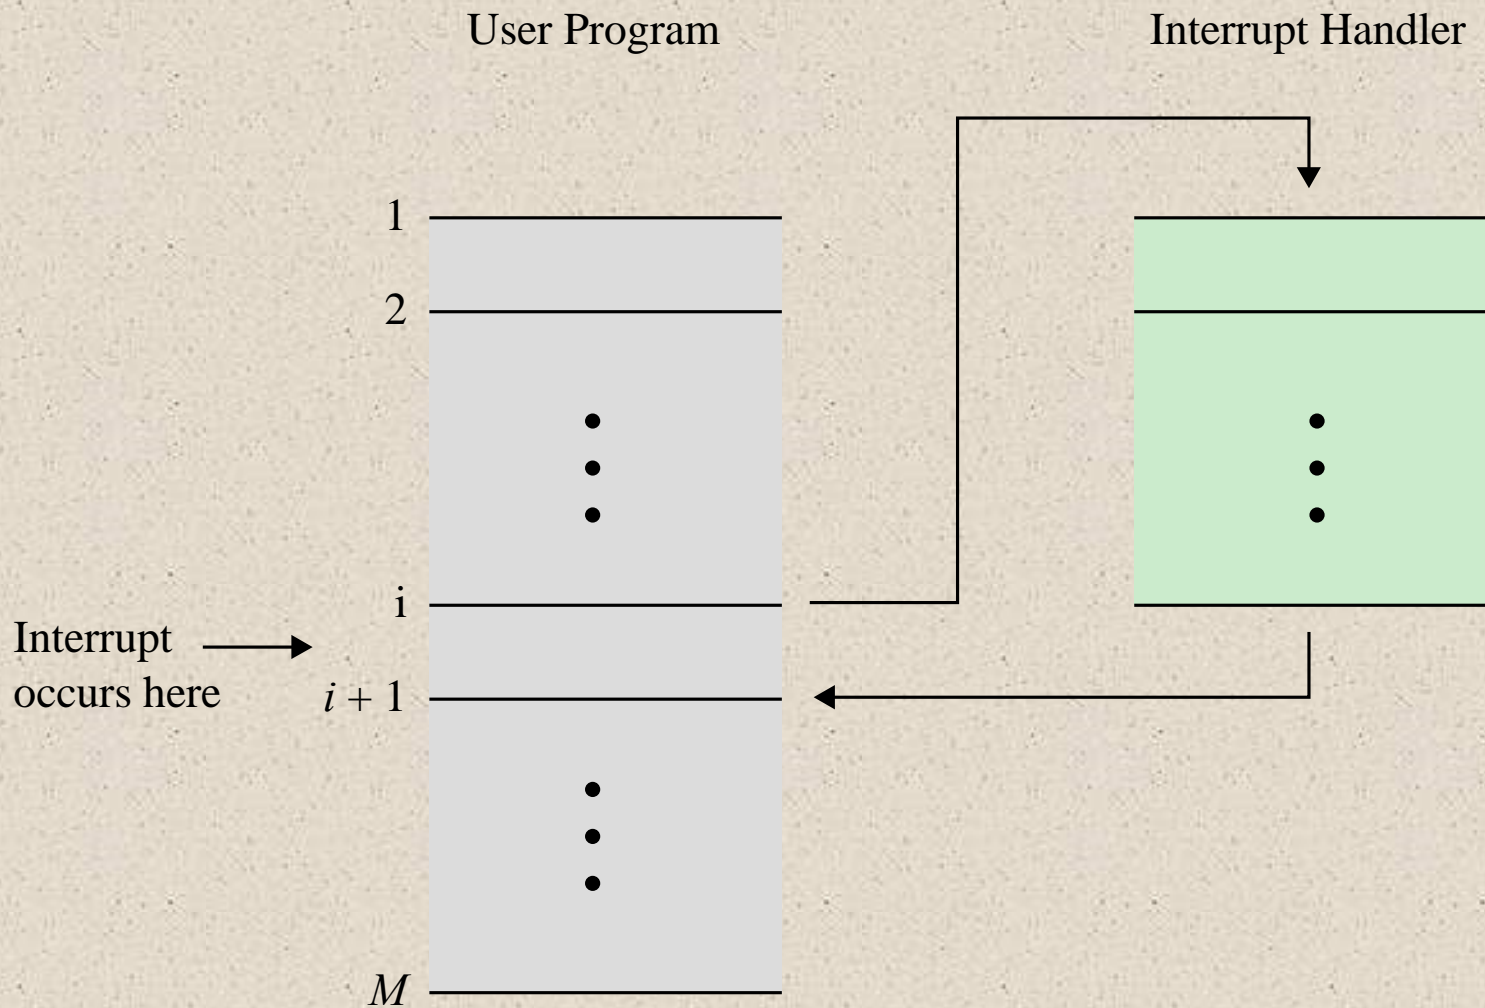 User Program
Interrupt Handler
1
2
i
Interrupt
occurs here
i + 1
M